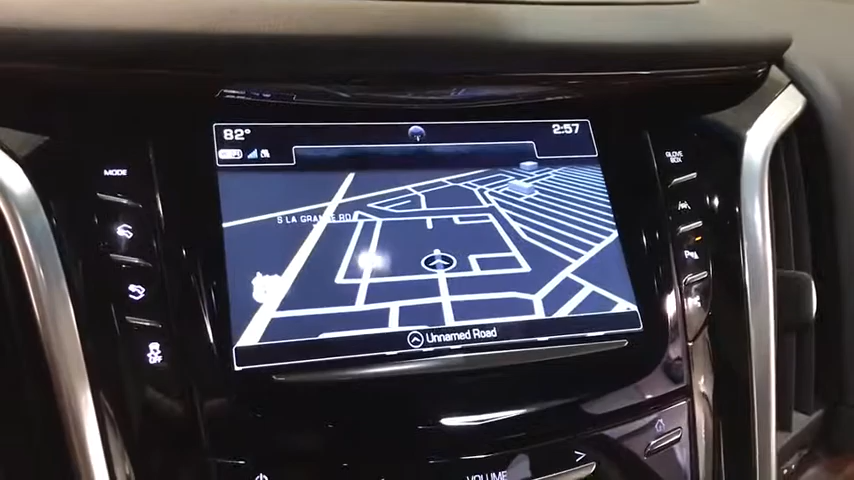 82°
2:57
MODE
GLOVE
BOX
S LA GRANGE RD
Unnamed Road
OFF
VOLUME